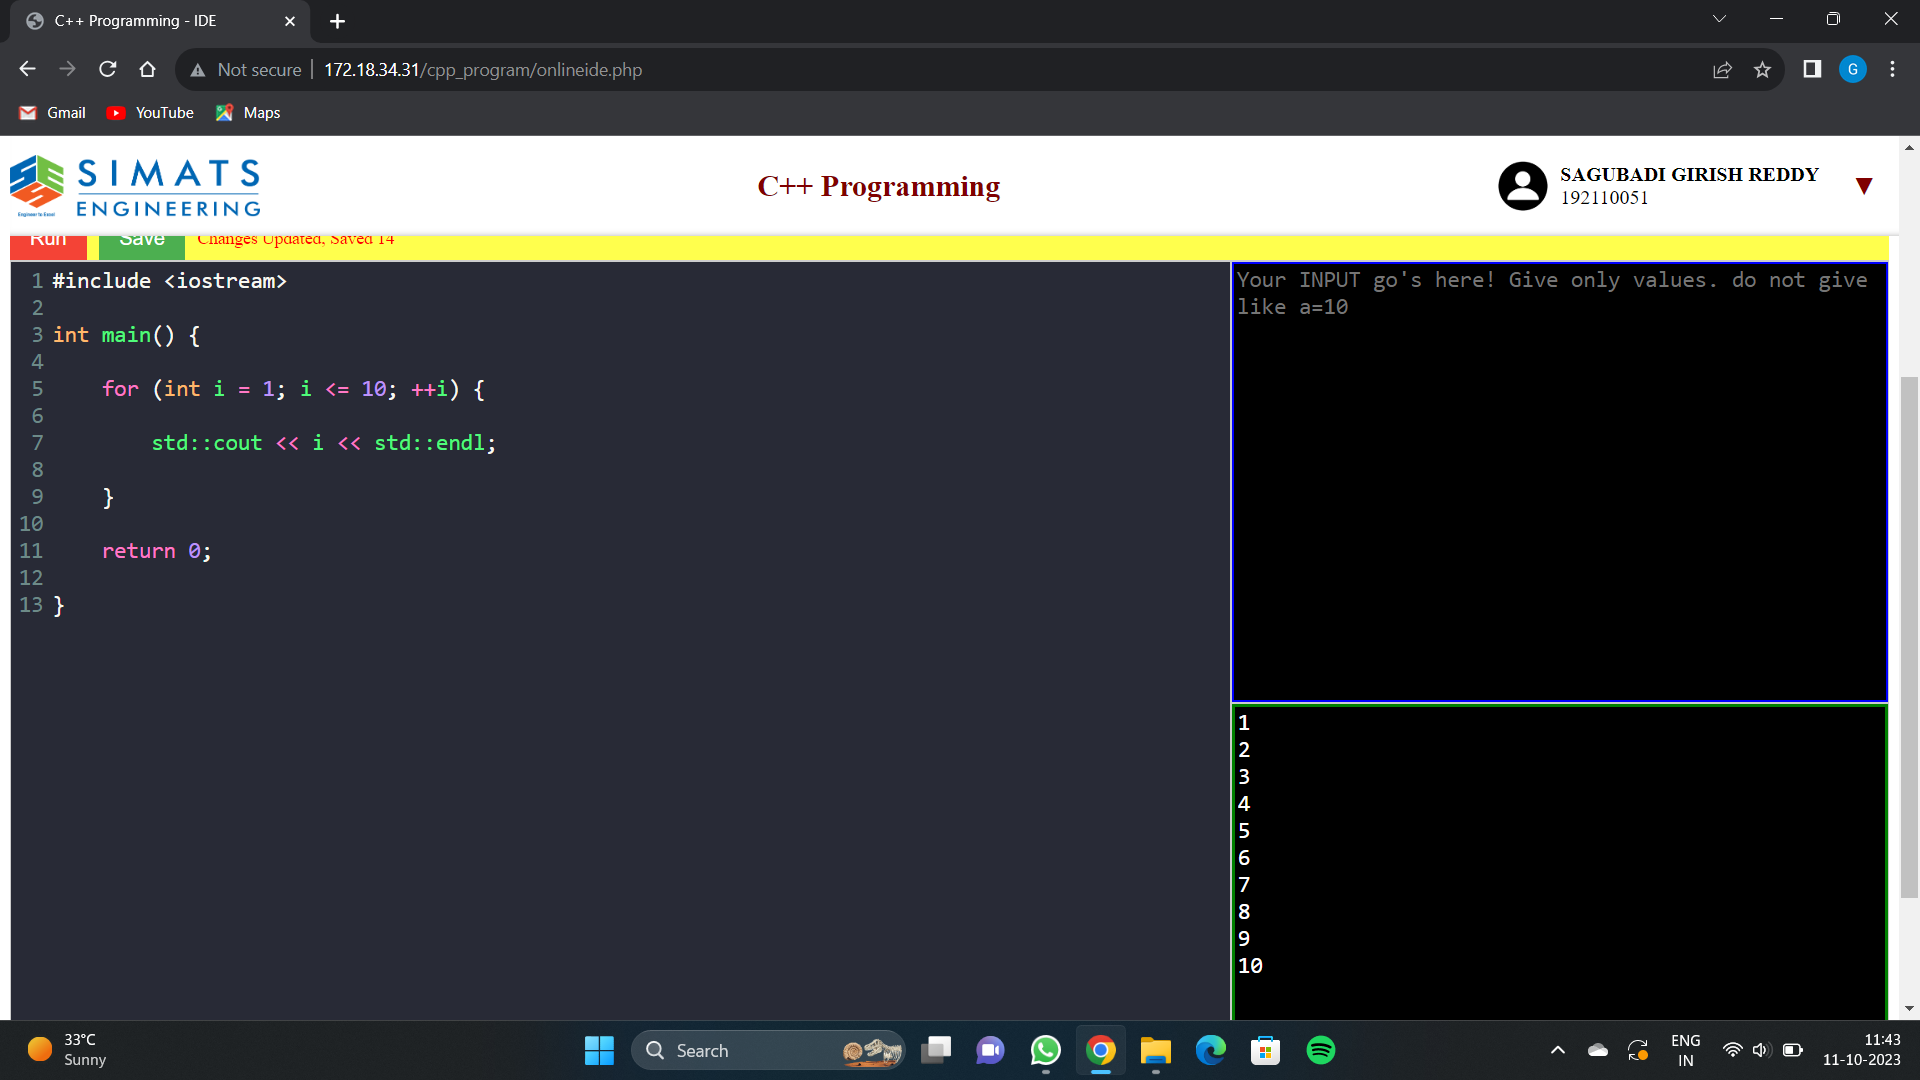 C++ Programming - IDE
Not secure | 172.18.34.31/cpp_program/onlineide.php
G
Gmail YouTube Maps
SIMATS
ENGINEERING
Engineer to Excel
C++ Programming
SAGUBADI GIRISH REDDY
192110051
Run Save Changes Updated, Saved 14
1 #include <iostream>
2
3 int main() {
4
5     for (int i = 1; i <= 10; ++i) {
6
7         std::cout << i << std::endl;
8
9     }
10
11     return 0;
12
13 }
Your INPUT go's here! Give only values. do not give
like a=10
1
2
3
4
5
6
7
8
9
10
33°C
Sunny
Search
ENG
IN
11:43
11-10-2023